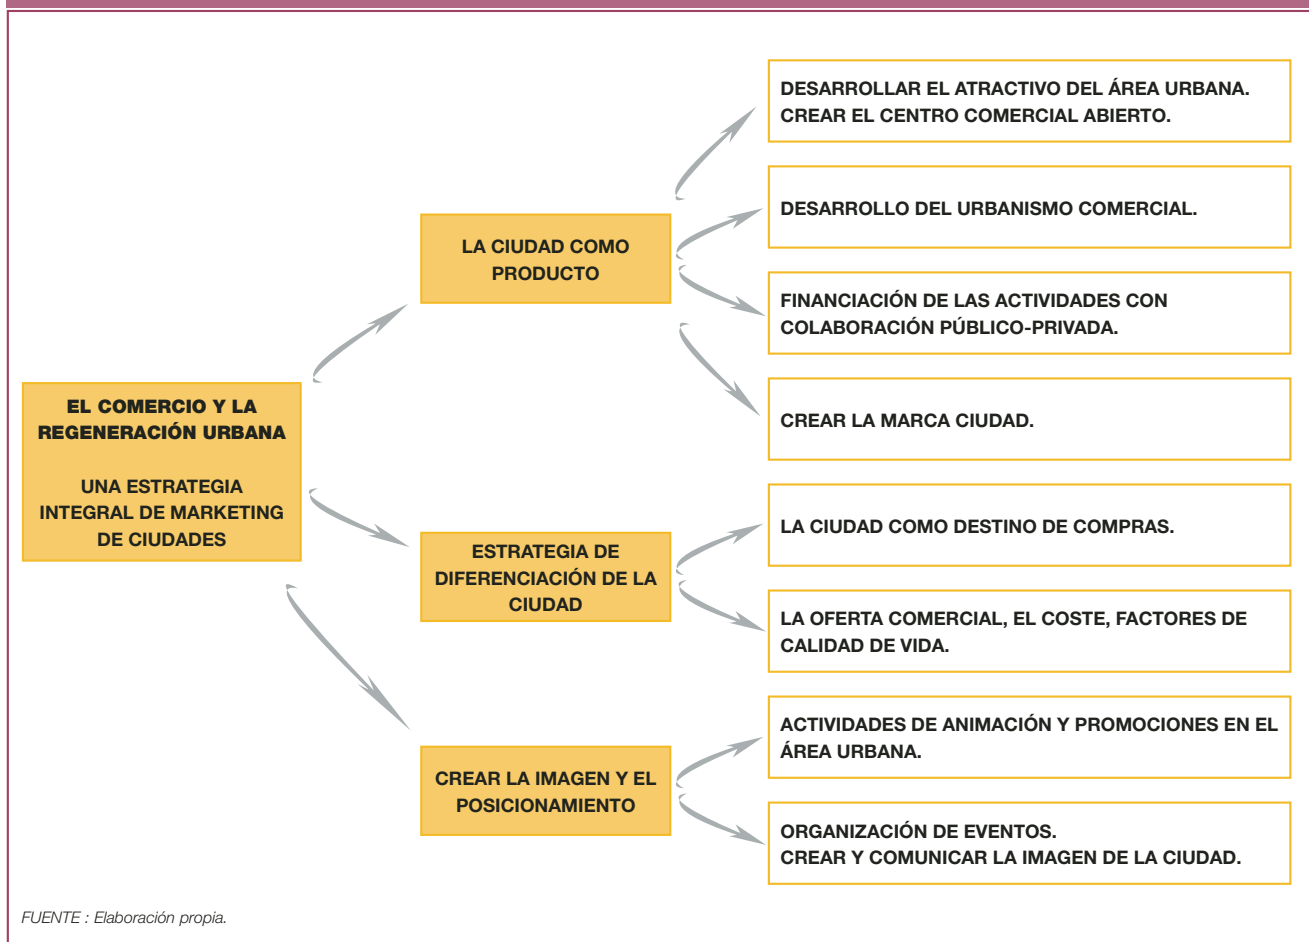 DESARROLLAR EL ATRACTIVO DEL ÁREA URBANA.
CREAR EL CENTRO COMERCIAL ABIERTO.
DESARROLLO DEL URBANISMO COMERCIAL.
LA CIUDAD COMO
PRODUCTO
FINANCIACIÓN DE LAS ACTIVIDADES CON
COLABORACIÓN PÚBLICO-PRIVADA.
CREAR LA MARCA CIUDAD.
EL COMERCIO Y LA
REGENERACIÓN URBANA
UNA ESTRATEGIA
INTEGRAL DE MARKETING
DE CIUDADES
LA CIUDAD COMO DESTINO DE COMPRAS.
ESTRATEGIA DE
DIFERENCIACIÓN DE LA
CIUDAD
LA OFERTA COMERCIAL, EL COSTE, FACTORES DE
CALIDAD DE VIDA.
ACTIVIDADES DE ANIMACIÓN Y PROMOCIONES EN EL
ÁREA URBANA.
CREAR LA IMAGEN Y EL
POSICIONAMIENTO
ORGANIZACIÓN DE EVENTOS.
CREAR Y COMUNICAR LA IMAGEN DE LA CIUDAD.
FUENTE : Elaboración propia.